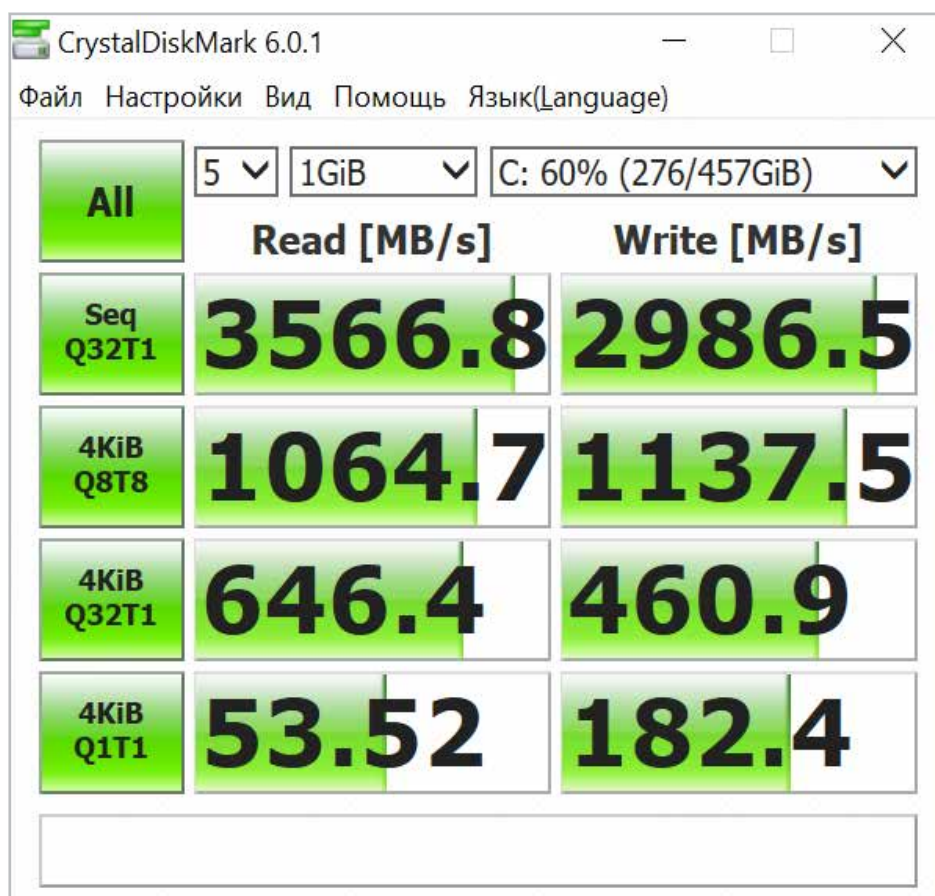 CrystalDiskMark 6.0.1
Файл Настройки Вид Помощь Язык(Language)
All 5 1GiB C: 60% (276/457GiB)
Read [MB/s] Write [MB/s]
Seq
Q32T1 3566.8 2986.5
4KiB
Q8T8 1064.7 1137.5
4KiB
Q32T1 646.4 460.9
4KiB
Q1T1 53.52 182.4